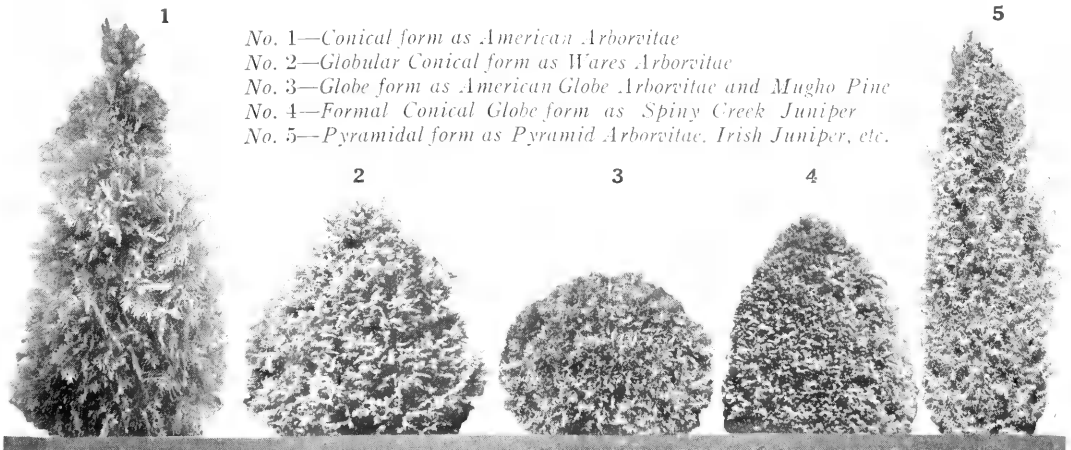 1
5
No. 1—Conical form as American Arborvitae
No. 2—Globular Conical form as Wares Arborvitae
No. 3—Globe form as American Globe Arborvitae and Mugho Pine
No. 4—Formal Conical Globe form as Spiny Greek Juniper
No. 5—Pyramidal form as Pyramid Arborvitae, Irish Juniper, etc.
2
3
4